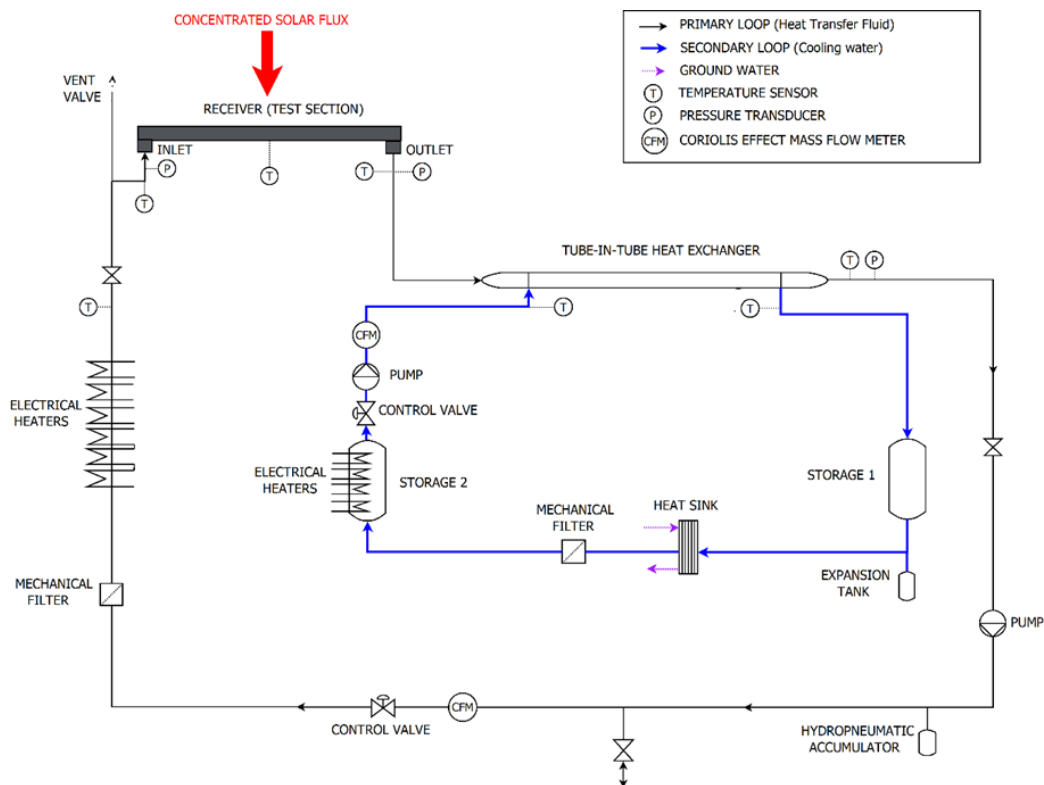 CONCENTRATED SOLAR FLUX
VENT
VALVE
RECEIVER (TEST SECTION)
INLET
OUTLET
P
T
T
T
P
PRIMARY LOOP (Heat Transfer Fluid)
SECONDARY LOOP (Cooling water)
GROUND WATER
T
TEMPERATURE SENSOR
P
PRESSURE TRANSDUCER
CFM
CORIOLIS EFFECT MASS FLOW METER
TUBE-IN-TUBE HEAT EXCHANGER
T
P
T
T
T
CFM
PUMP
CONTROL VALVE
ELECTRICAL
HEATERS
ELECTRICAL
HEATERS
STORAGE 2
STORAGE 1
MECHANICAL
FILTER
HEAT SINK
EXPANSION
TANK
MECHANICAL
FILTER
PUMP
CFM
CONTROL VALVE
HYDROPNEUMATIC
ACCUMULATOR